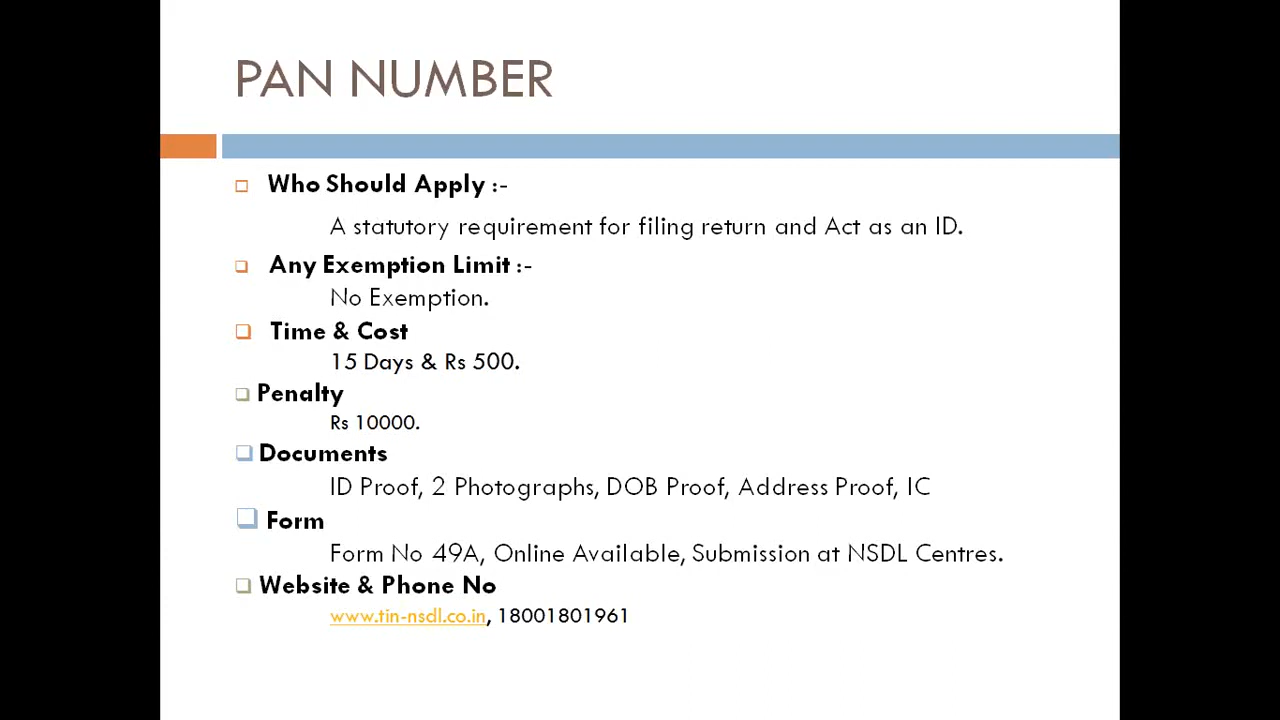 PAN NUMBER
Who Should Apply :-
A statutory requirement for filing return and Act as an ID.
Any Exemption Limit :-
No Exemption.
Time & Cost
15 Days & Rs 500.
Penalty
Rs 10000.
Documents
ID Proof, 2 Photographs, DOB Proof, Address Proof, IC
Form
Form No 49A, Online Available, Submission at NSDL Centres.
Website & Phone No
www.tin-nsdl.co.in, 18001801961